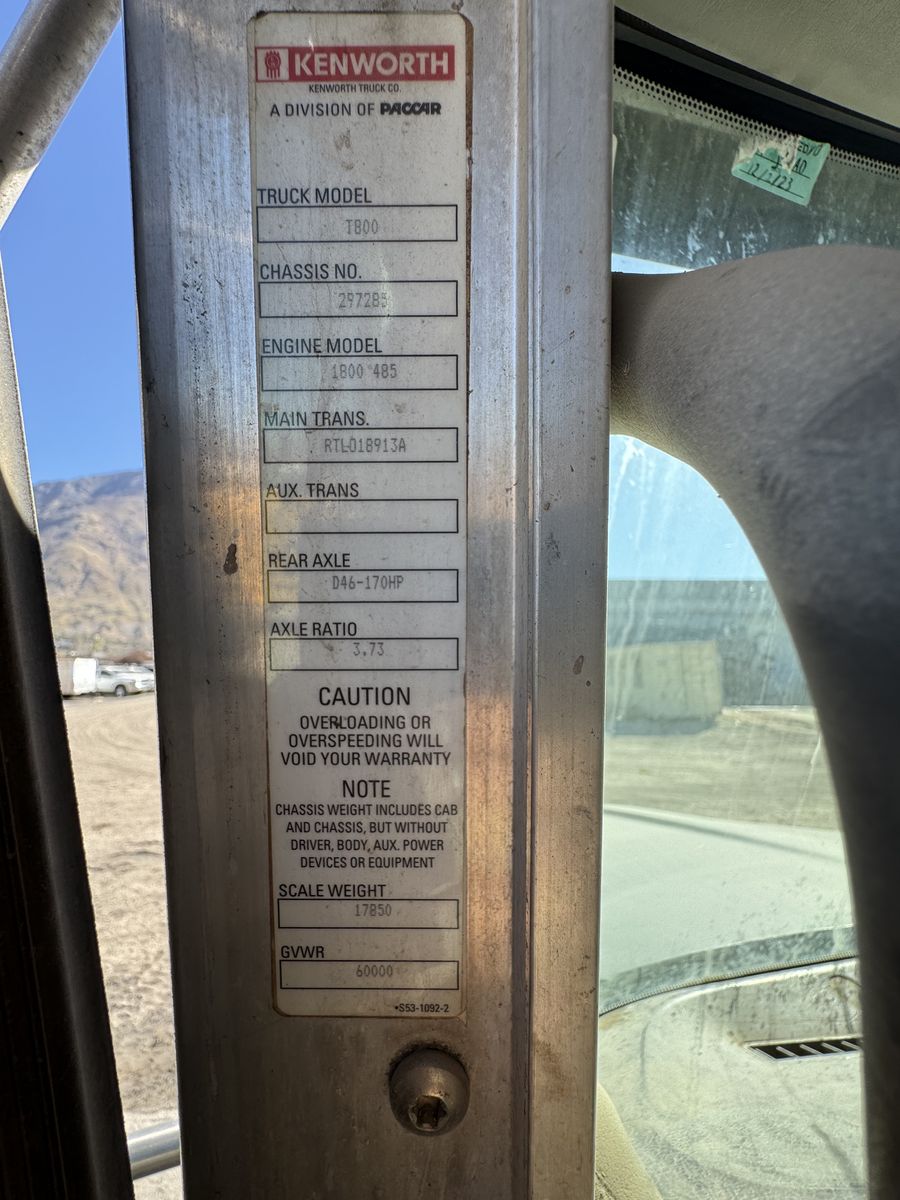 KENWORTH
KENWORTH TRUCK CO.
A DIVISION OF PACCAR
TRUCK MODEL
T800
CHASSIS NO.
297285
ENGINE MODEL
1800 485
MAIN TRANS.
RTLO18913A
AUX. TRANS
REAR AXLE
D46-170HP
AXLE RATIO
3.73
CAUTION
OVERLOADING OR
OVERSPEEDING WILL
VOID YOUR WARRANTY
NOTE
CHASSIS WEIGHT INCLUDES CAB
AND CHASSIS, BUT WITHOUT
DRIVER, BODY, AUX. POWER
DEVICES OR EQUIPMENT
SCALE WEIGHT
17850
GVWR
60000
•S53-1092-2
12/2/23